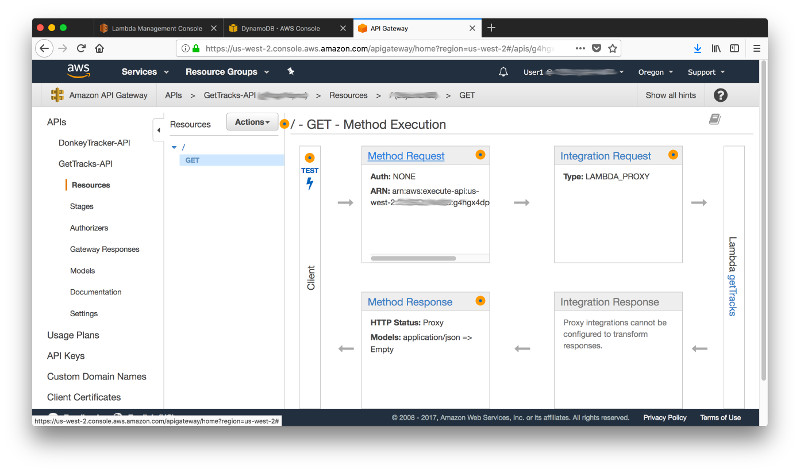 Lambda Management Console
DynamoDB - AWS Console
API Gateway
https://us-west-2.console.aws.amazon.com/apigateway/home?region=us-west-2#/apis/g4hg
aws
Services
Resource Groups
User1 @
Oregon
Support
Amazon API Gateway
APIs > GetTracks-API > Resources > > GET
Show all hints
?
APIs
DonkeyTracker-API
GetTracks-API
Resources
Stages
Authorizers
Gateway Responses
Models
Documentation
Settings
Usage Plans
API Keys
Custom Domain Names
Client Certificates
Resources
Actions
/
GET
/ - GET - Method Execution
TEST
Client
Method Request
Auth: NONE
ARN: arn:aws:execute-api:us-
west-2: :g4hgx4dp
Integration Request
Type: LAMBDA_PROXY
Lambda getTracks
Method Response
HTTP Status: Proxy
Models: application/json =>
Empty
Integration Response
Proxy integrations cannot be
configured to transform
responses.
© 2008 - 2017, Amazon Web Services, Inc. or its affiliates. All rights reserved.
Privacy Policy
Terms of Use
https://us-west-2.console.aws.amazon.com/apigateway/home?region=us-west-2#